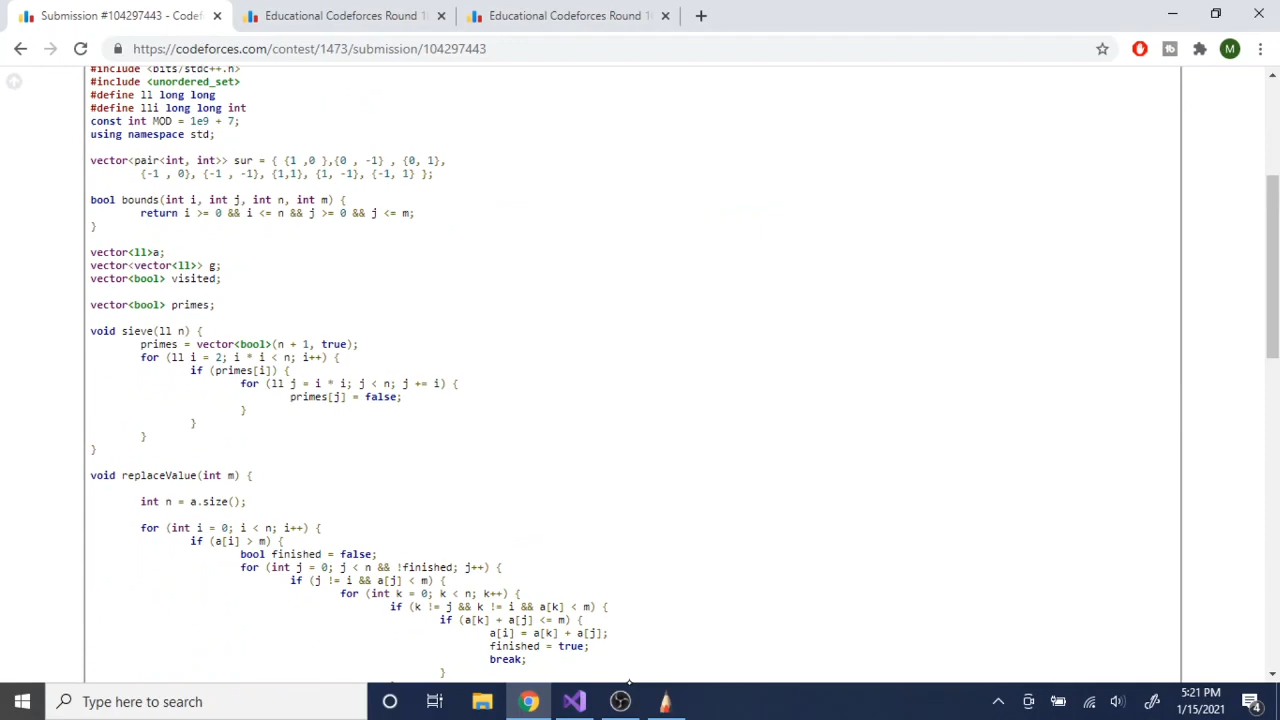 Submission #104297443 - Codef
Educational Codeforces Round 1
Educational Codeforces Round 1
https://codeforces.com/contest/1473/submission/104297443
M
#include <bits/stdc++.h>
#include <unordered_set>
#define ll long long
#define lli long long int
const int MOD = 1e9 + 7;
using namespace std;
vector<pair<int, int>> sur = { {1 ,0 },{0 , -1} , {0, 1},
{-1 , 0}, {-1 , -1}, {1,1}, {1, -1}, {-1, 1} };
bool bounds(int i, int j, int n, int m) {
return i >= 0 && i <= n && j >= 0 && j <= m;
}
vector<ll>a;
vector<vector<ll>> g;
vector<bool> visited;
vector<bool> primes;
void sieve(ll n) {
primes = vector<bool>(n + 1, true);
for (ll i = 2; i * i < n; i++) {
if (primes[i]) {
for (ll j = i * i; j < n; j += i) {
primes[j] = false;
}
}
}
}
void replaceValue(int m) {
int n = a.size();
for (int i = 0; i < n; i++) {
if (a[i] > m) {
bool finished = false;
for (int j = 0; j < n && !finished; j++) {
if (j != i && a[j] < m) {
for (int k = 0; k < n; k++) {
if (k != j && k != i && a[k] < m) {
if (a[k] + a[j] <= m) {
a[i] = a[k] + a[j];
finished = true;
break;
}
Type here to search
5:21 PM
1/15/2021
4